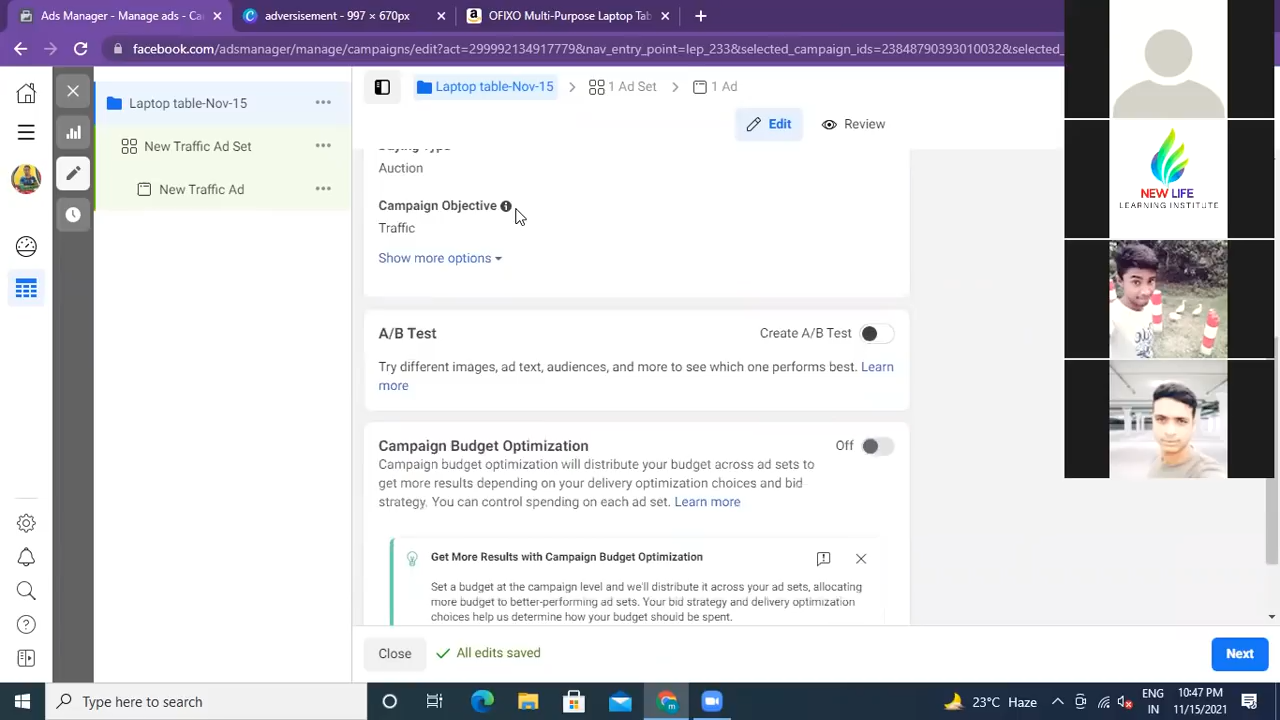 Ads Manager - Manage ads - Ca
advertisement - 997 × 670px
OFIXO Multi-Purpose Laptop Tabl
facebook.com/adsmanager/manage/campaigns/edit?act=299992134917779&nav_entry_point=lep_233&selected_campaign_ids=23848790393010032&selected_
Laptop table-Nov-15
New Traffic Ad Set
New Traffic Ad
Laptop table-Nov-15
1 Ad Set
1 Ad
Edit
Review
Buying Type
Auction
Campaign Objective
Traffic
Show more options
A/B Test
Create A/B Test
Try different images, ad text, audiences, and more to see which one performs best. Learn
more
Campaign Budget Optimization
Off
Campaign budget optimization will distribute your budget across ad sets to
get more results depending on your delivery optimization choices and bid
strategy. You can control spending on each ad set. Learn more
Get More Results with Campaign Budget Optimization
Set a budget at the campaign level and we'll distribute it across your ad sets, allocating
more budget to better-performing ad sets. Your bid strategy and delivery optimization
choices help us determine how your budget should be spent.
Close
All edits saved
Next
NEW LIFE
LEARNING INSTITUTE
Type here to search
23°C Haze
ENG
IN
10:47 PM
11/15/2021